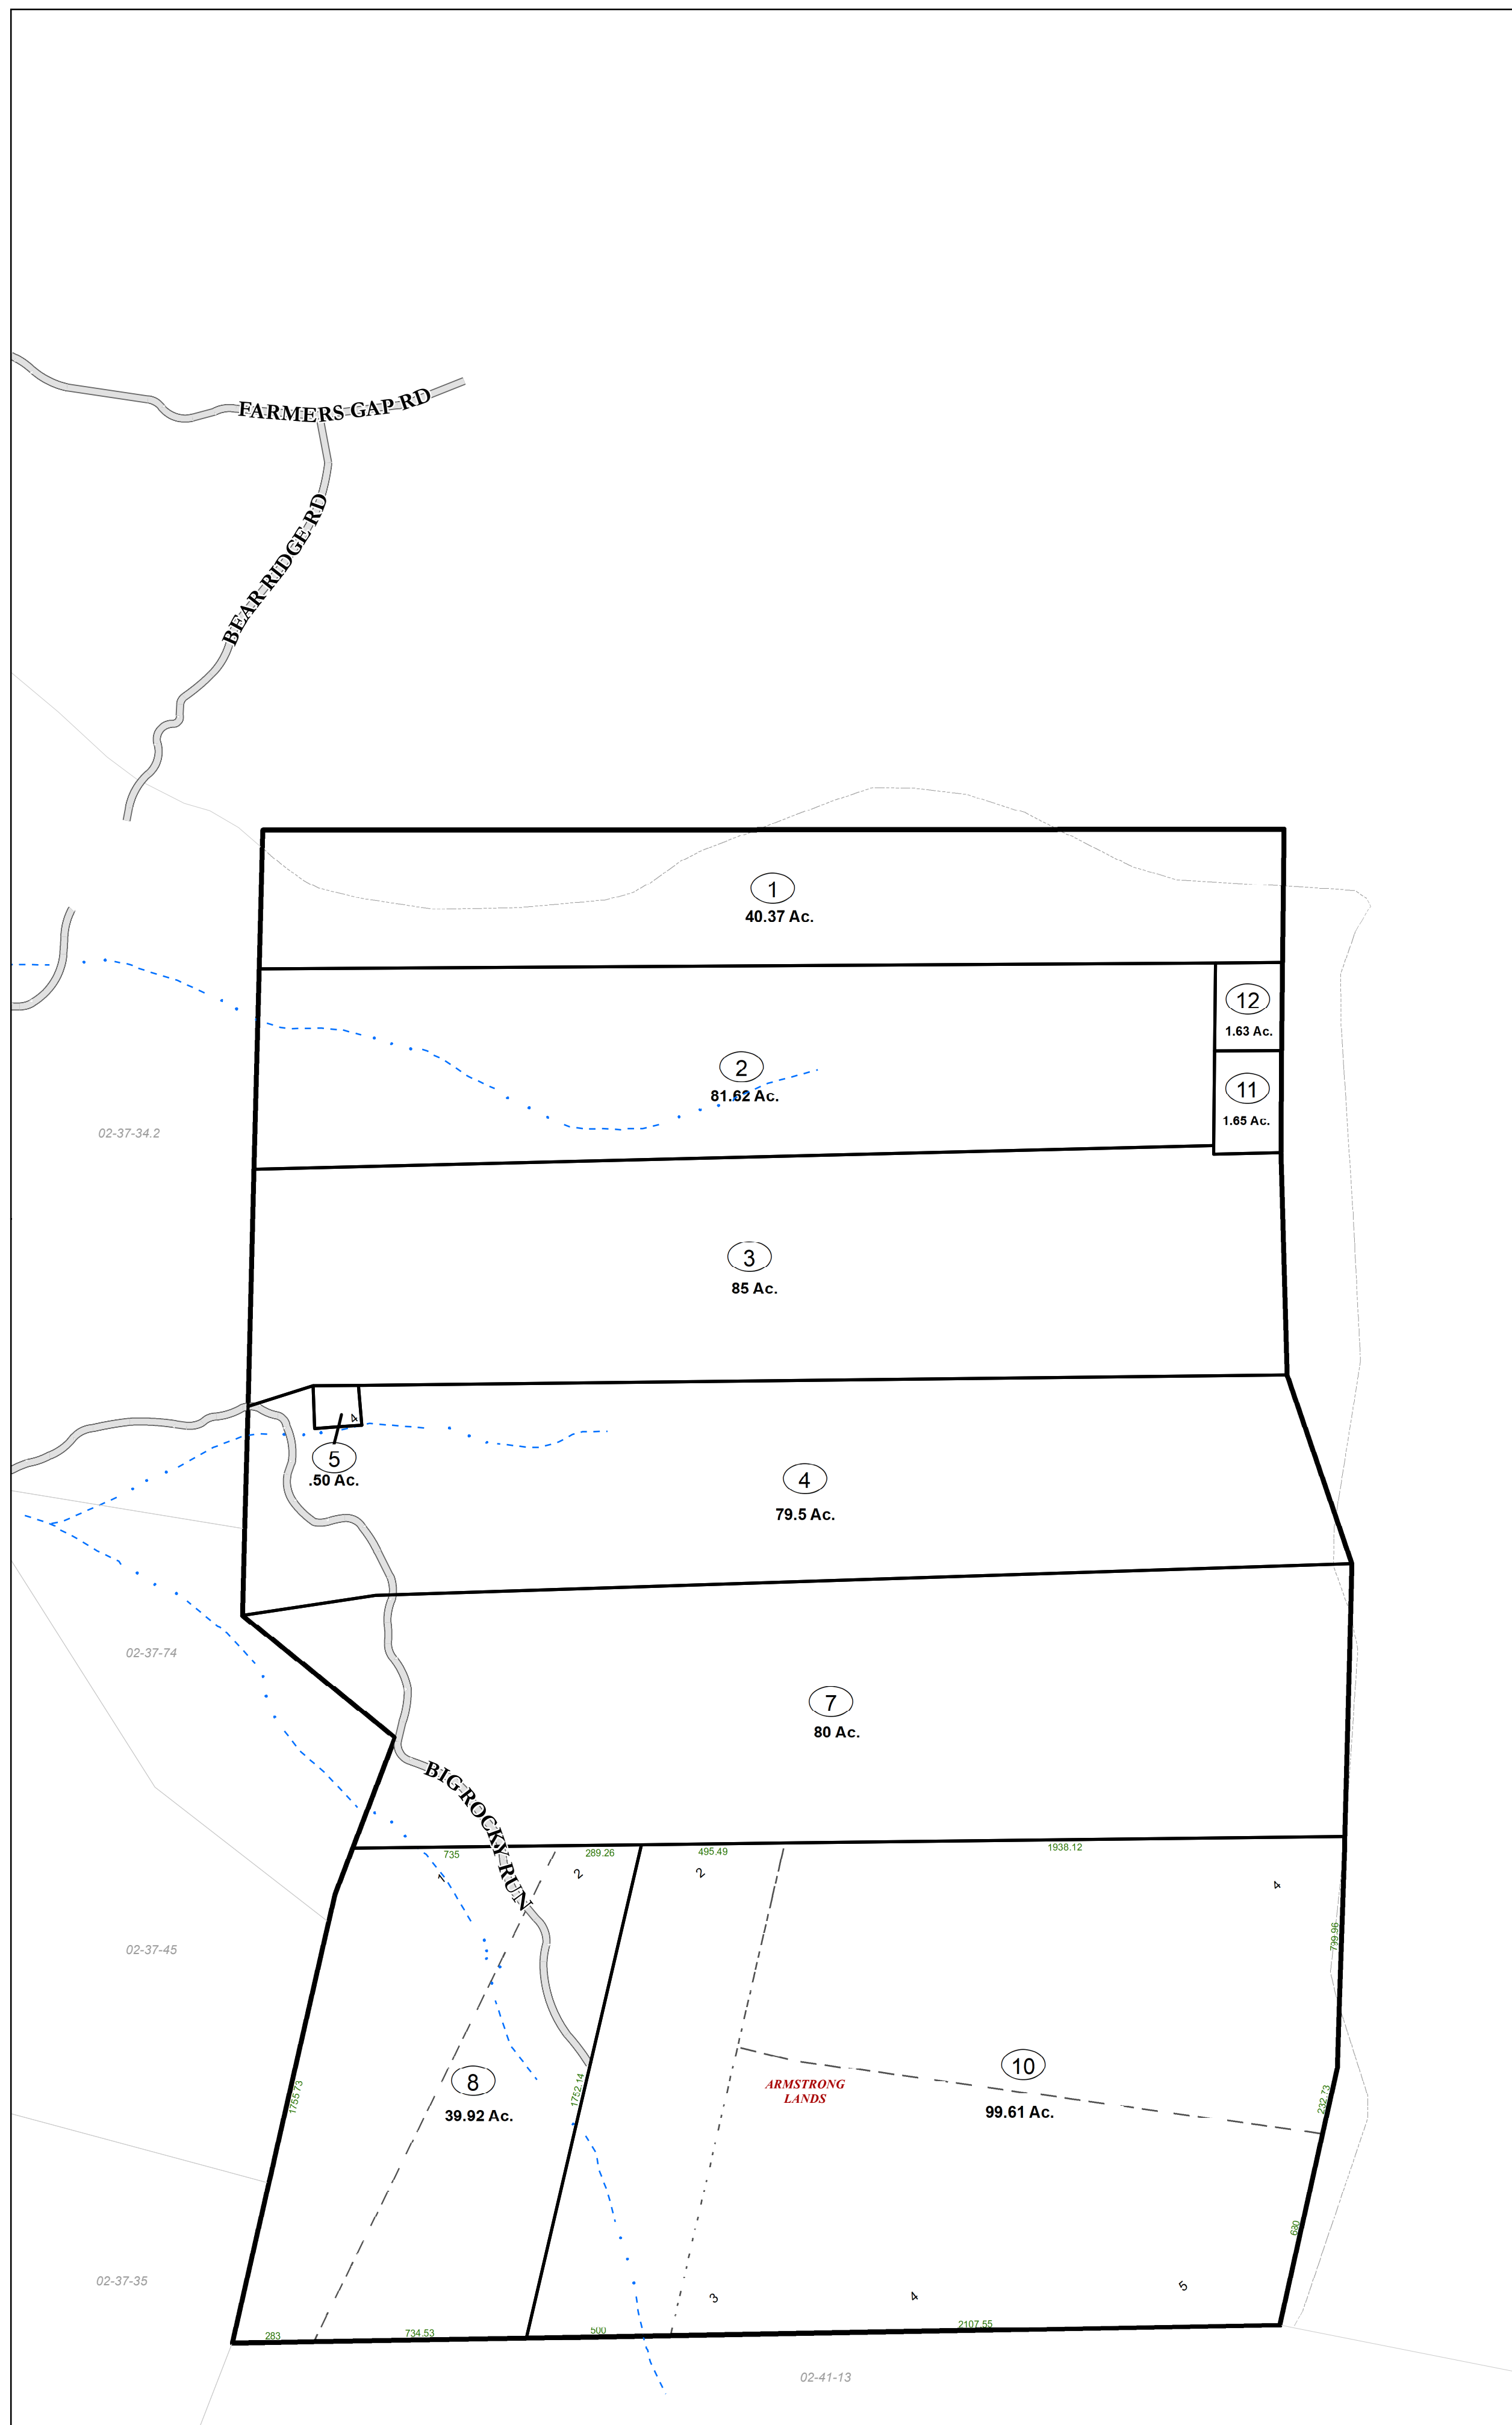 FARMERS GAP RD
BEAR RIDGE RD
1
40.37 Ac.
12
1.63 Ac.
2
81.62 Ac.
11
1.65 Ac.
02-37-34.2
3
85 Ac.
4
5
.50 Ac.
4
79.5 Ac.
02-37-74
7
80 Ac.
BIG ROCKY RUN
735
289.26
495.49
1938.12
1
2
2
4
799.96
02-37-45
8
39.92 Ac.
1755.73
1752.14
ARMSTRONG
LANDS
10
99.61 Ac.
232.73
630
02-37-35
3
4
5
283
734.53
500
2107.55
02-41-13